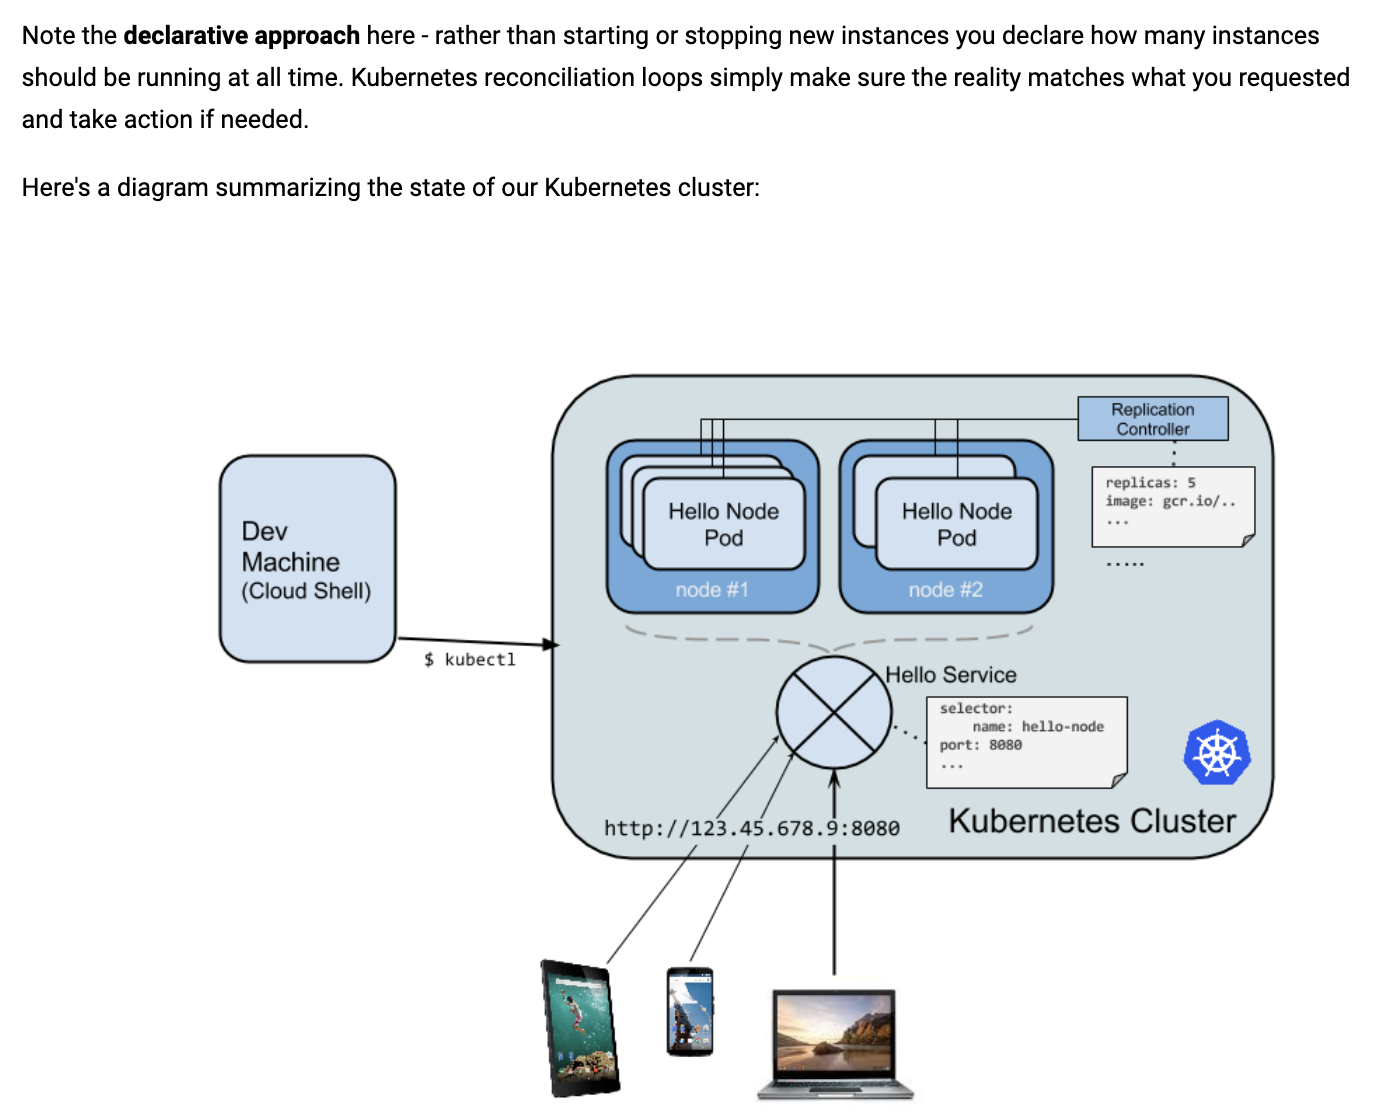 Note the declarative approach here - rather than starting or stopping new instances you declare how many instances
should be running at all time. Kubernetes reconciliation loops simply make sure the reality matches what you requested
and take action if needed.
Here's a diagram summarizing the state of our Kubernetes cluster:
Replication
Controller
replicas: 5
image: gcr.io/..
...
.....
Hello Node
Pod
node #1
Hello Node
Pod
node #2
Dev
Machine
(Cloud Shell)
$ kubectl
Hello Service
selector:
name: hello-node
port: 8080
...
http://123.45.678.9:8080
Kubernetes Cluster